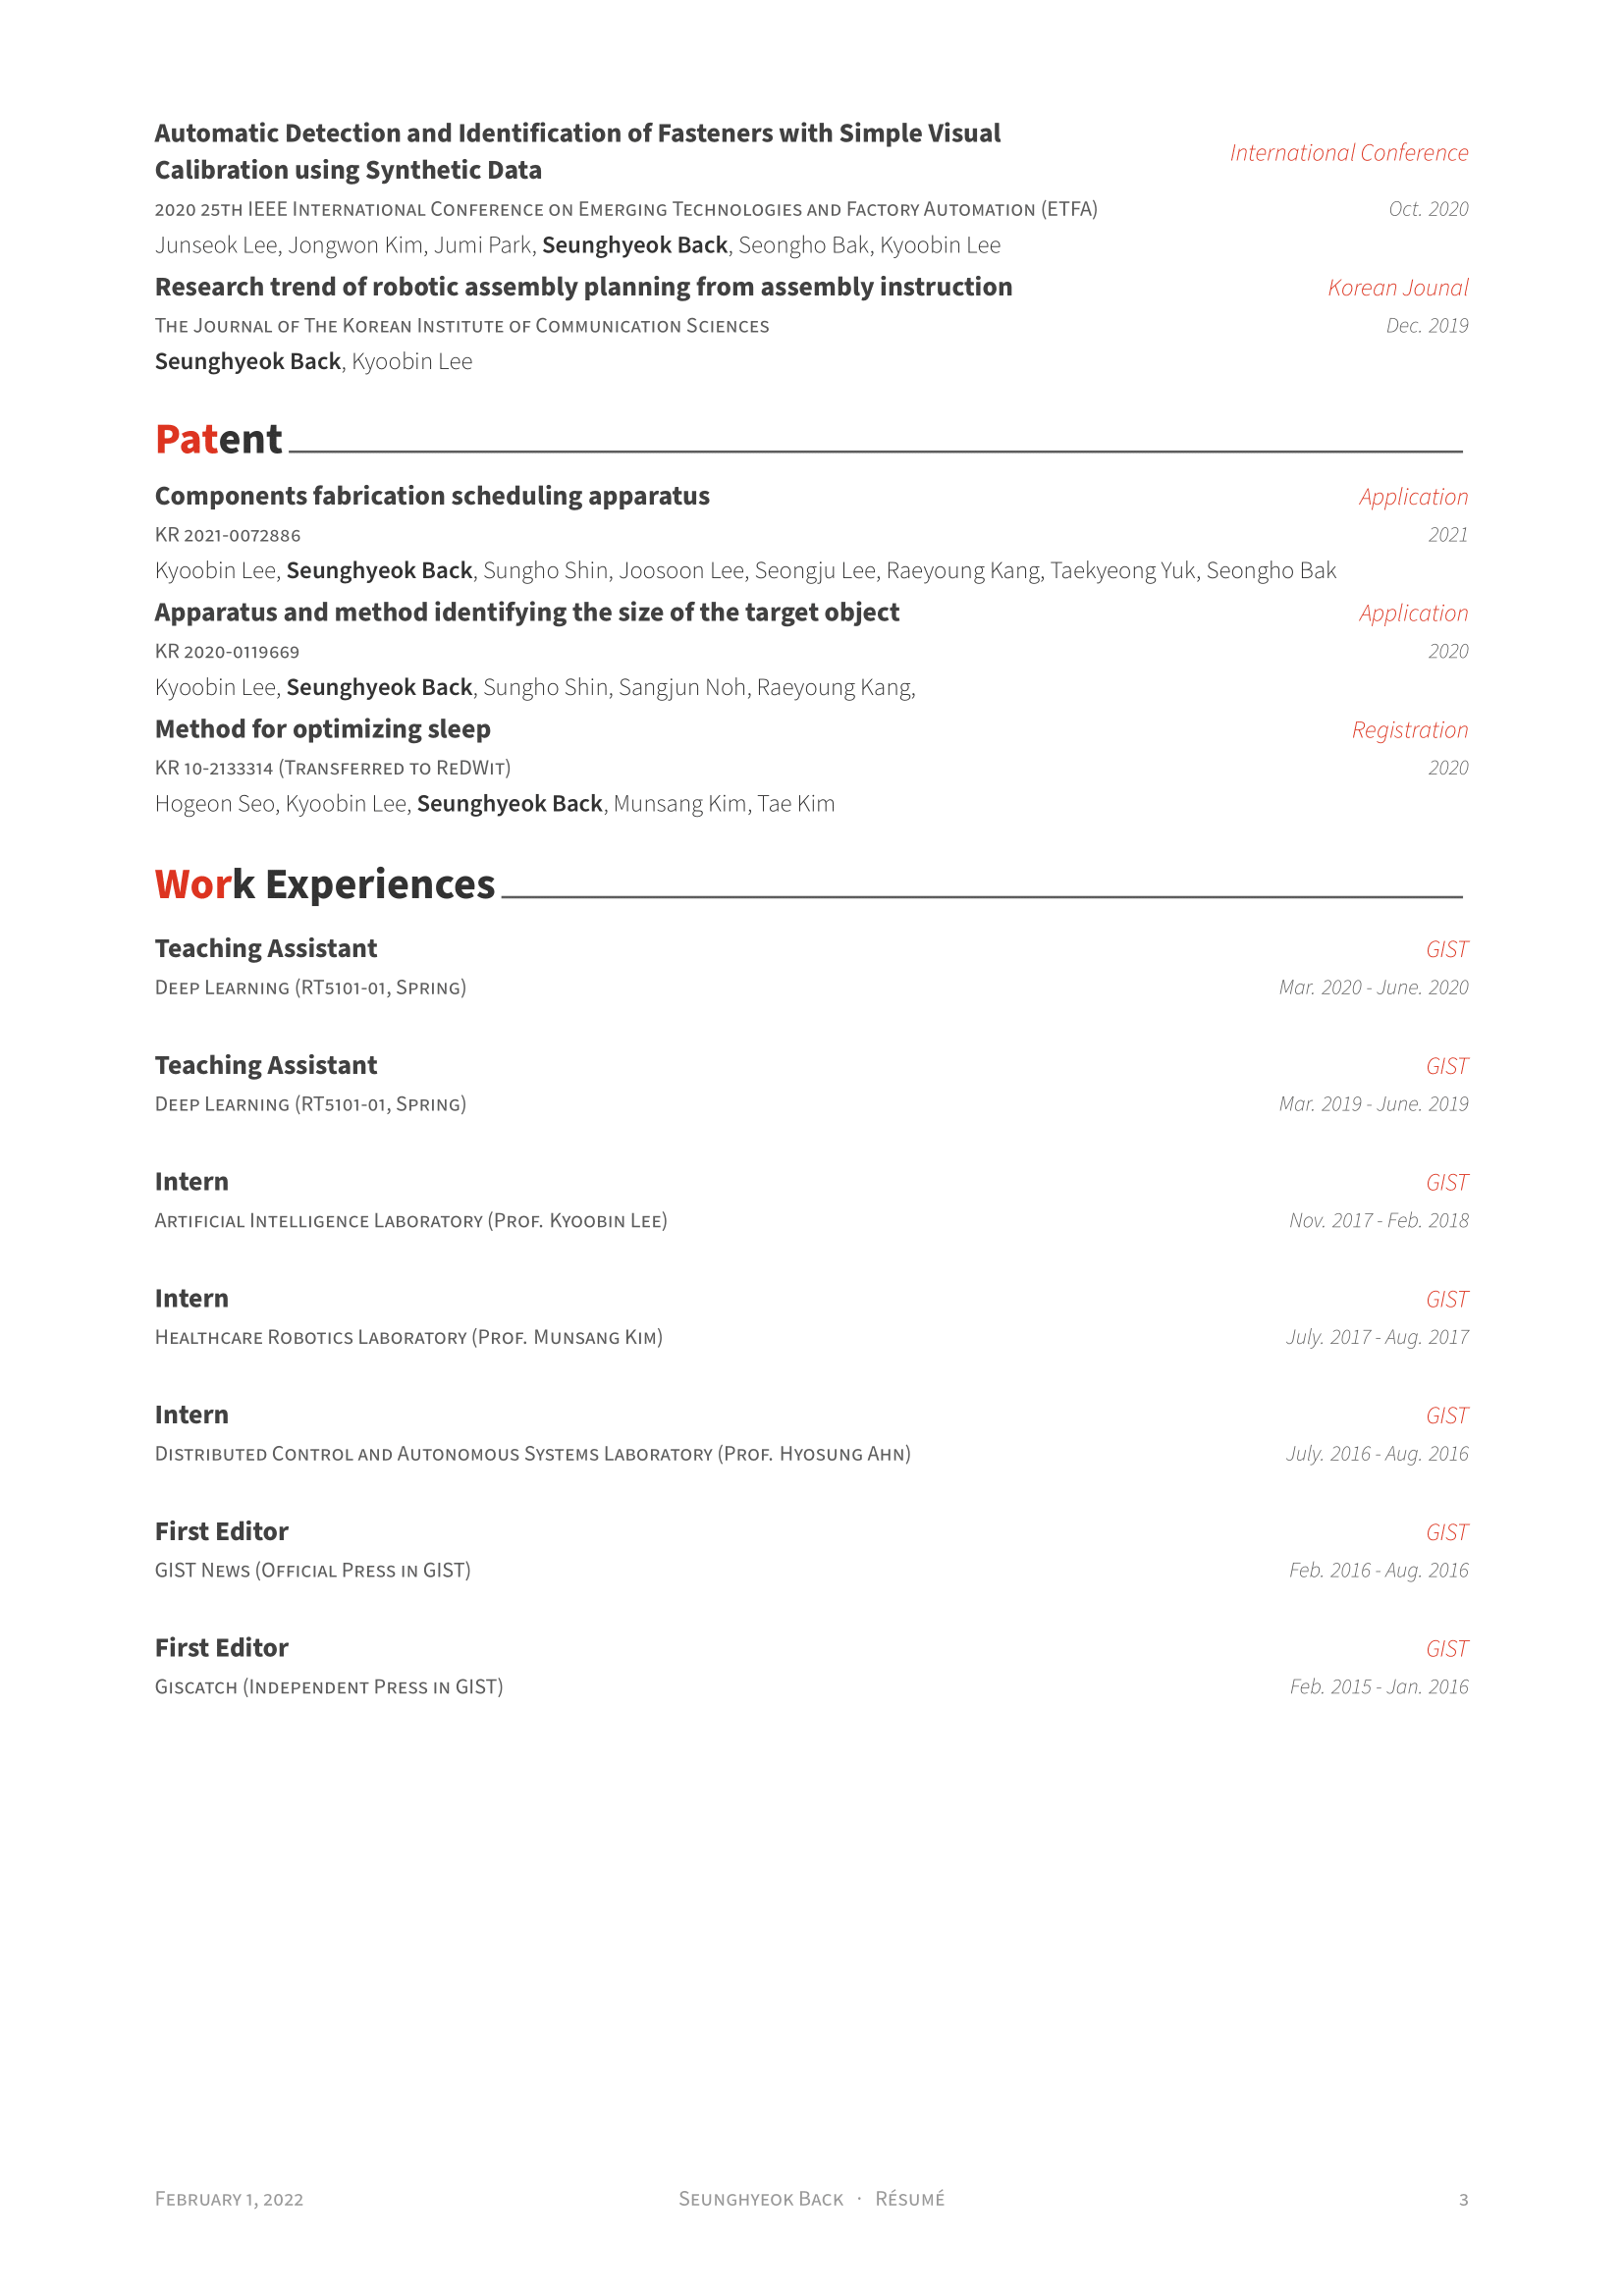 Automatic Detection and Identification of Fasteners with Simple Visual
Calibration using Synthetic Data
International Conference
2020 25th IEEE International Conference on Emerging Technologies and Factory Automation (ETFA)
Oct. 2020
Junseok Lee, Jongwon Kim, Jumi Park, Seunghyeok Back, Seongho Bak, Kyoobin Lee
Research trend of robotic assembly planning from assembly instruction
Korean Jounal
The Journal of The Korean Institute of Communication Sciences
Dec. 2019
Seunghyeok Back, Kyoobin Lee
Patent
Components fabrication scheduling apparatus
Application
KR 2021-0072886
2021
Kyoobin Lee, Seunghyeok Back, Sungho Shin, Joosoon Lee, Seongju Lee, Raeyoung Kang, Taekyeong Yuk, Seongho Bak
Apparatus and method identifying the size of the target object
Application
KR 2020-0119669
2020
Kyoobin Lee, Seunghyeok Back, Sungho Shin, Sangjun Noh, Raeyoung Kang,
Method for optimizing sleep
Registration
KR 10-2133314 (Transferred to ReDWit)
2020
Hogeon Seo, Kyoobin Lee, Seunghyeok Back, Munsang Kim, Tae Kim
Work Experiences
Teaching Assistant
GIST
Deep Learning (RT5101-01, Spring)
Mar. 2020 - June. 2020
Teaching Assistant
GIST
Deep Learning (RT5101-01, Spring)
Mar. 2019 - June. 2019
Intern
GIST
Artificial Intelligence Laboratory (Prof. Kyoobin Lee)
Nov. 2017 - Feb. 2018
Intern
GIST
Healthcare Robotics Laboratory (Prof. Munsang Kim)
July. 2017 - Aug. 2017
Intern
GIST
Distributed Control and Autonomous Systems Laboratory (Prof. Hyosung Ahn)
July. 2016 - Aug. 2016
First Editor
GIST
GIST News (Official Press in GIST)
Feb. 2016 - Aug. 2016
First Editor
GIST
Giscatch (Independent Press in GIST)
Feb. 2015 - Jan. 2016
February 1, 2022
Seunghyeok Back · Résumé
3